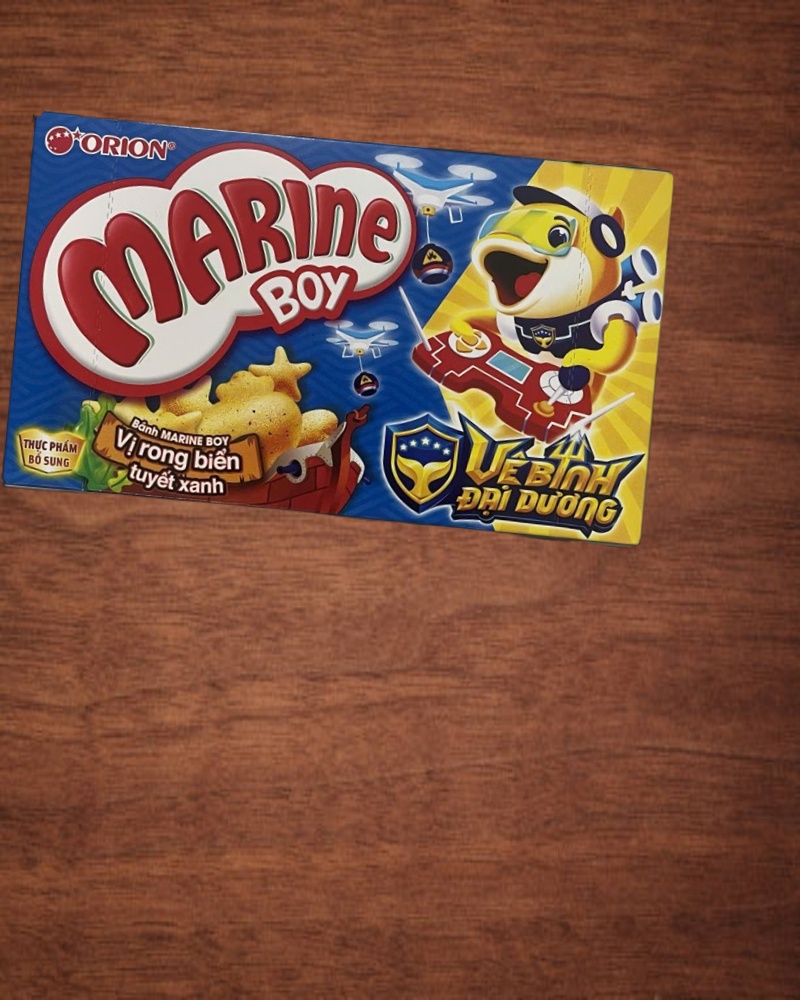 ORION
MARINE
BOY
THỰC PHẨM
BỔ SUNG
Bánh MARINE BOY
Vị rong biển
tuyết xanh
VỆ BINH
ĐẠI DƯƠNG